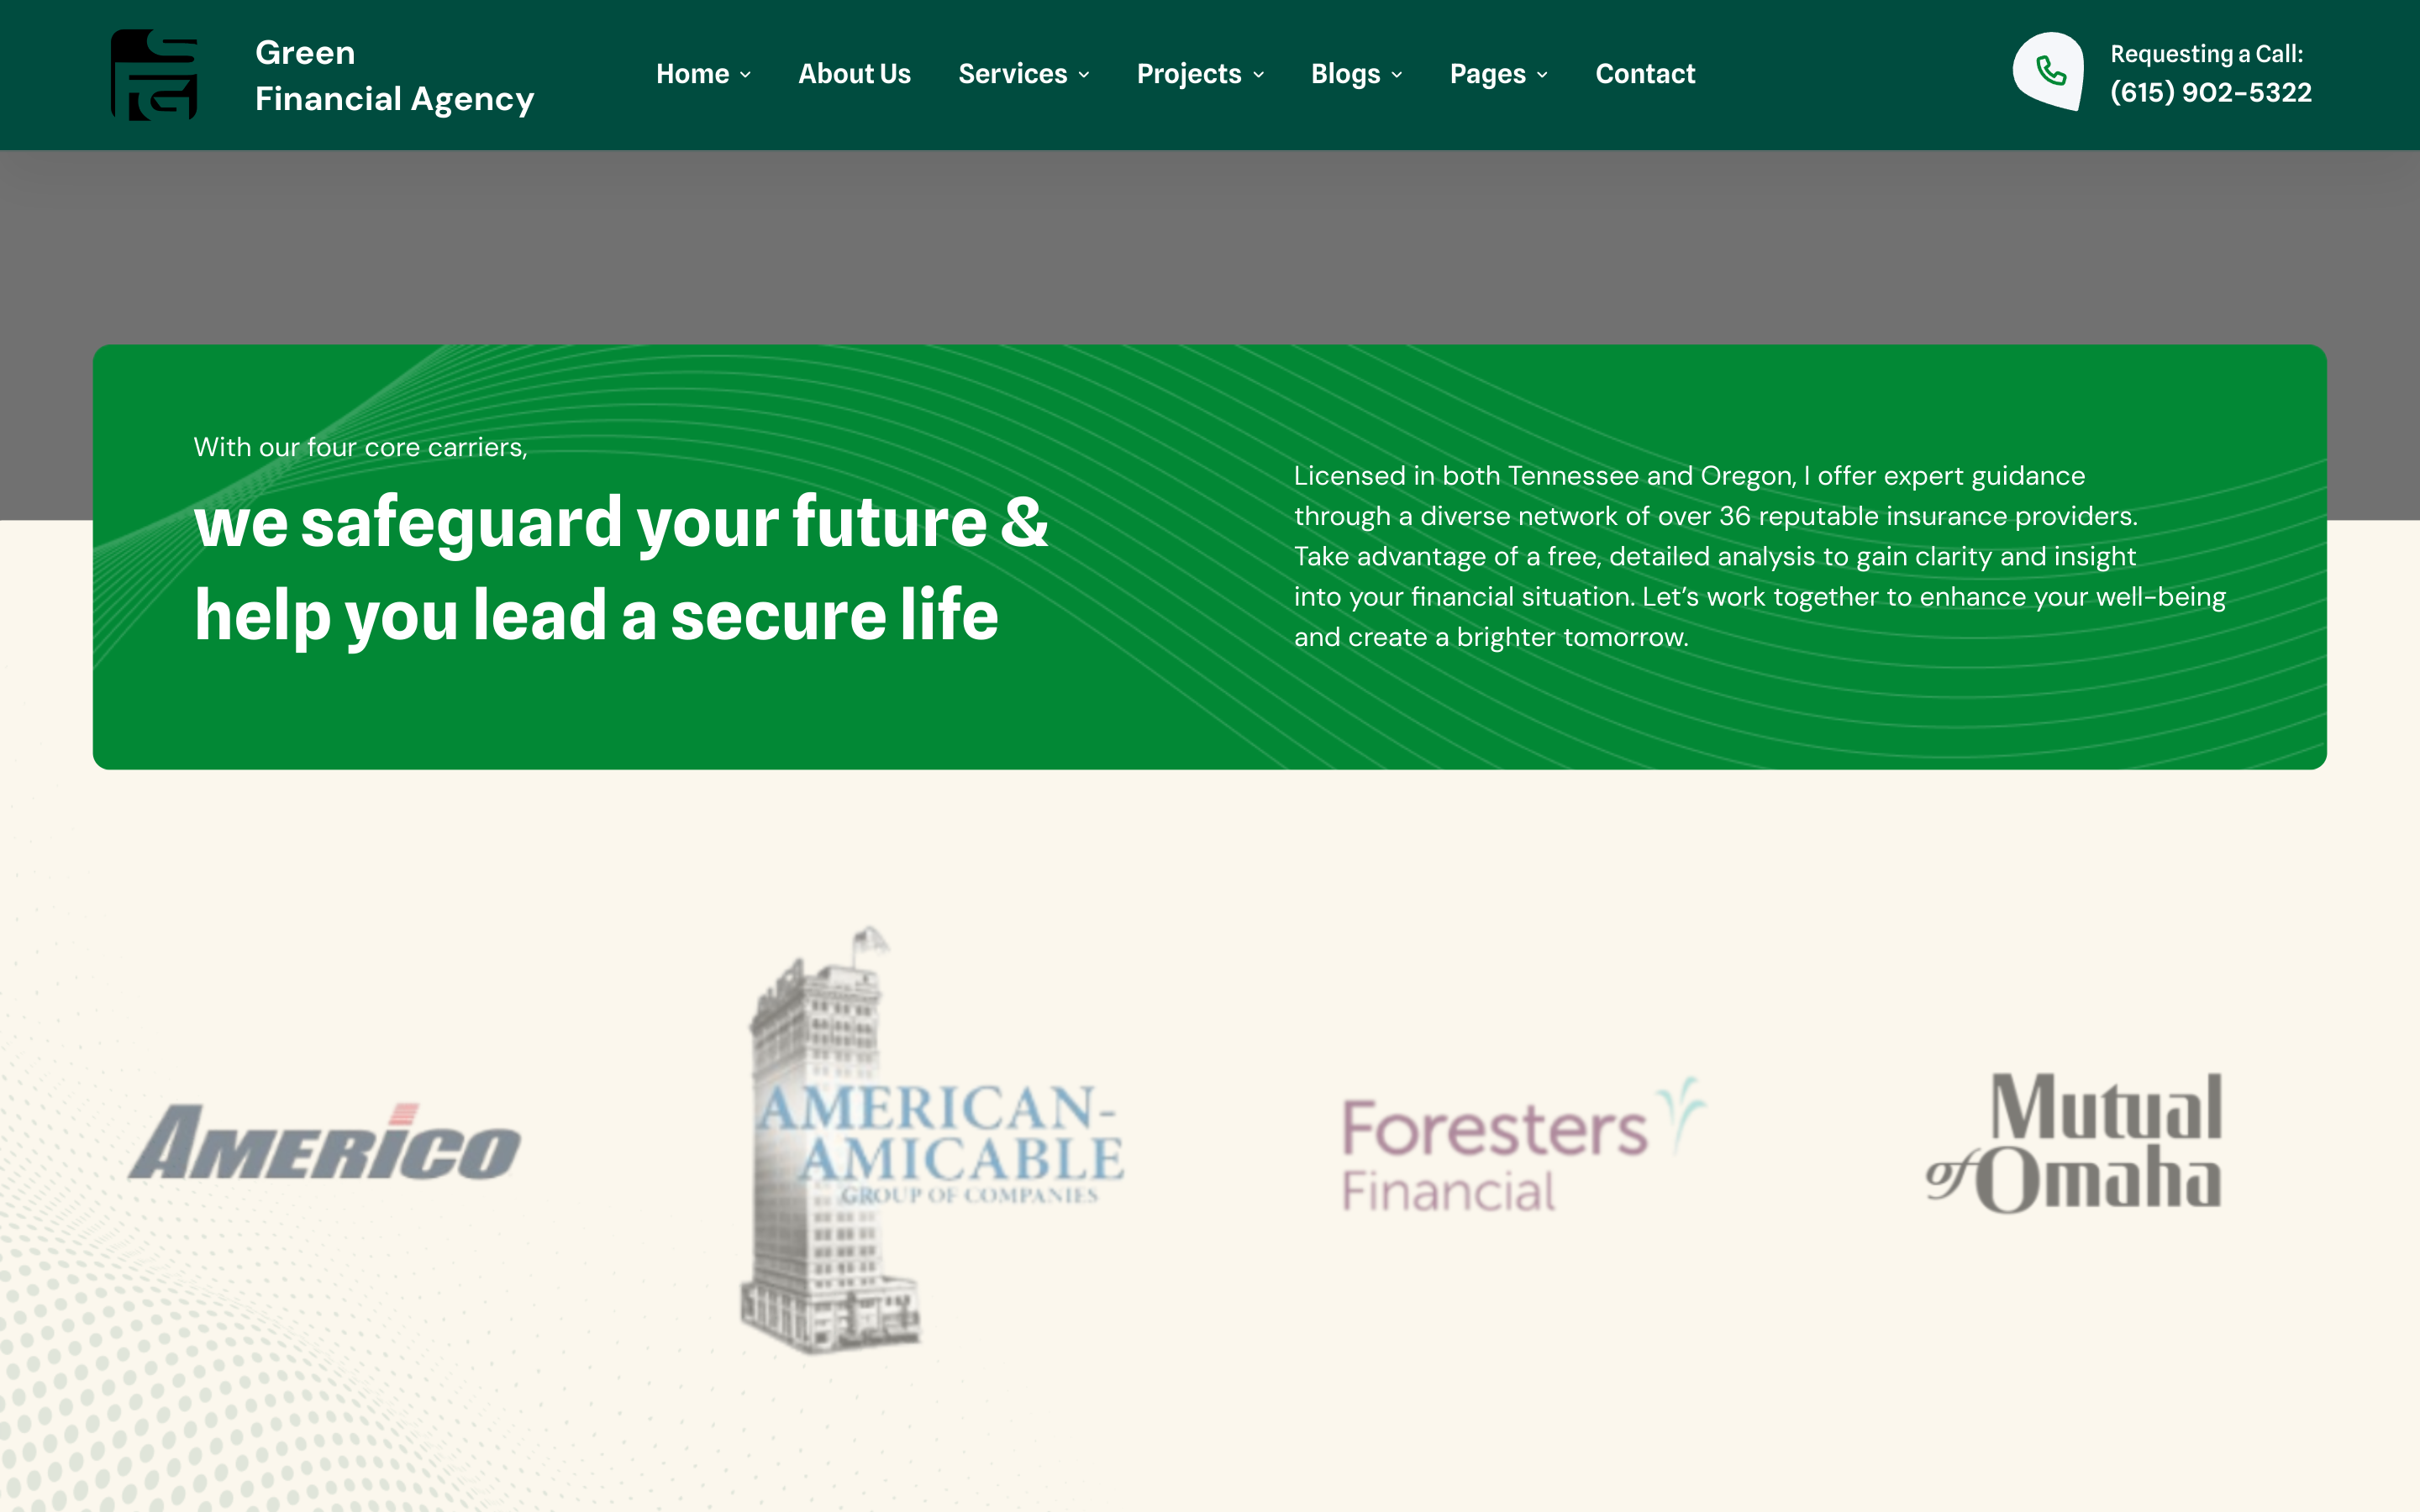 Green
Financial Agency
Home
About Us
Services
Projects
Blogs
Pages
Contact
Requesting a Call:
(615) 902-5322
With our four core carriers,
we safeguard your future &
help you lead a secure life
Licensed in both Tennessee and Oregon, I offer expert guidance
through a diverse network of over 36 reputable insurance providers.
Take advantage of a free, detailed analysis to gain clarity and insight
into your financial situation. Let’s work together to enhance your well-being
and create a brighter tomorrow.
AMERICO
AMERICAN-
AMICABLE
GROUP OF COMPANIES
Foresters
Financial
Mutual
of Omaha